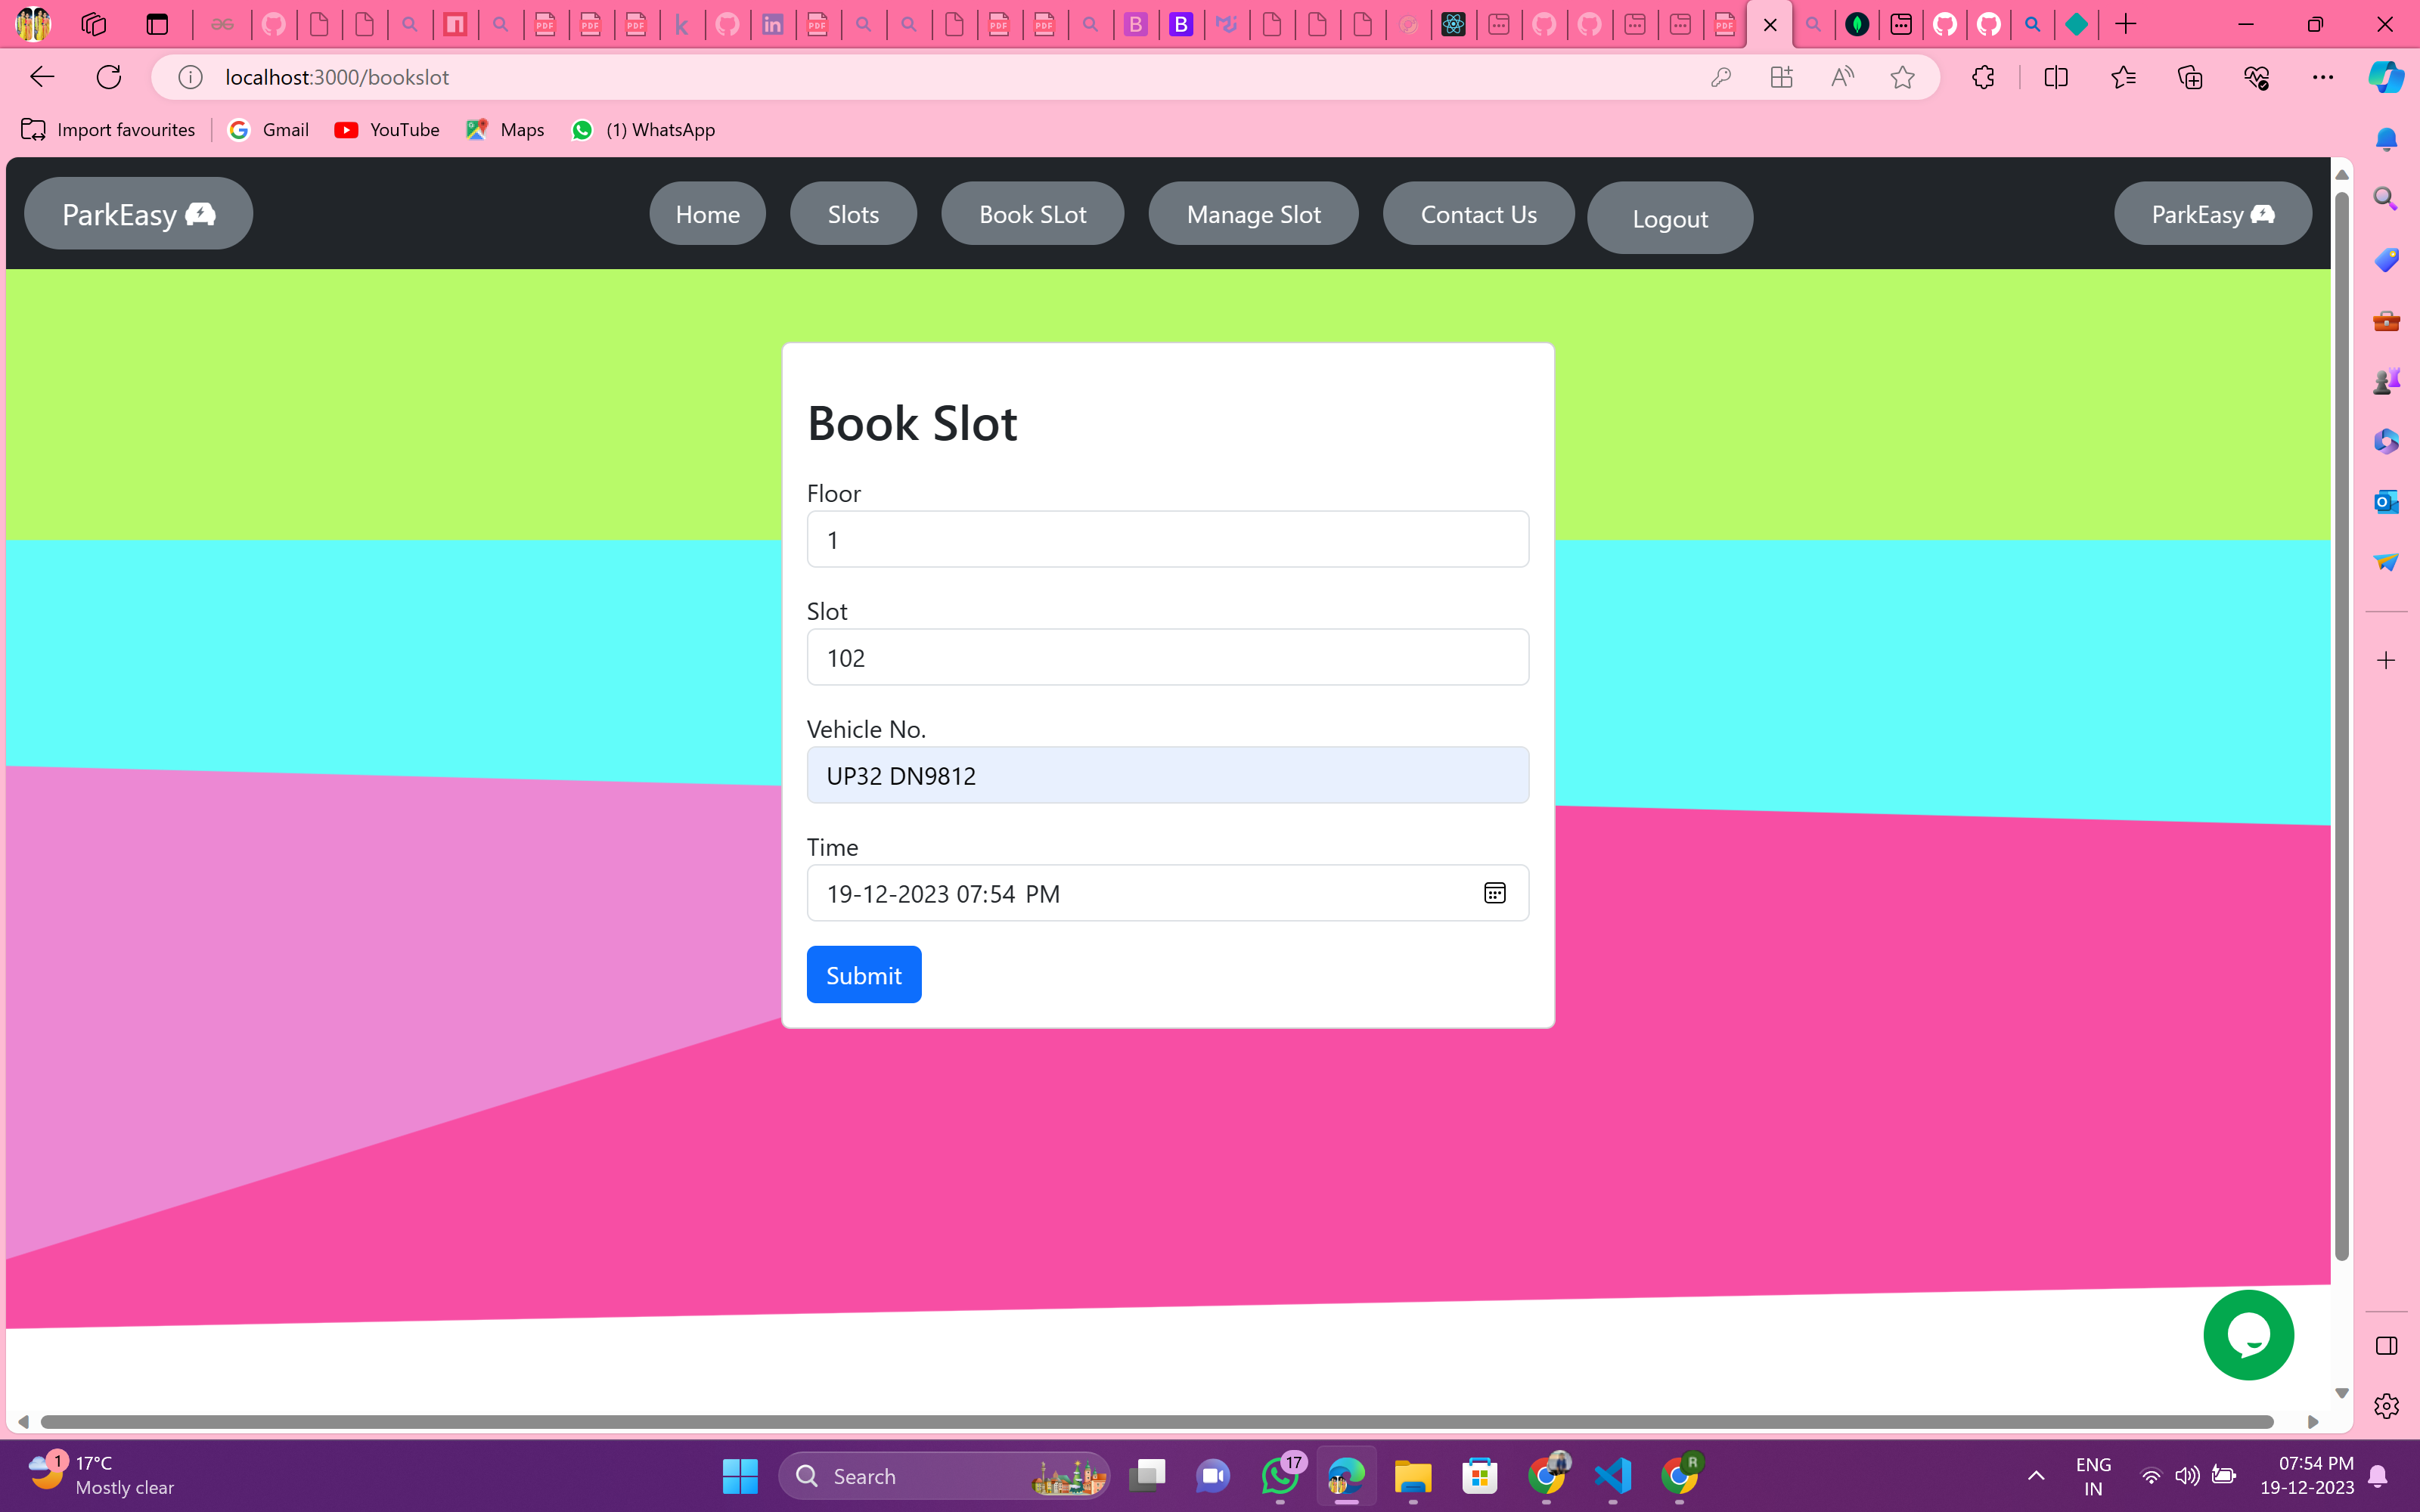 localhost:3000/bookslot
Import favourites Gmail YouTube Maps (1) WhatsApp
ParkEasy Home Slots Book SLot Manage Slot Contact Us Logout ParkEasy
Book Slot
Floor
1
Slot
102
Vehicle No.
UP32 DN9812
Time
19-12-2023 07:54 PM
Submit
1 17°C
Mostly clear
Search
17
R
ENG
IN
07:54 PM
19-12-2023